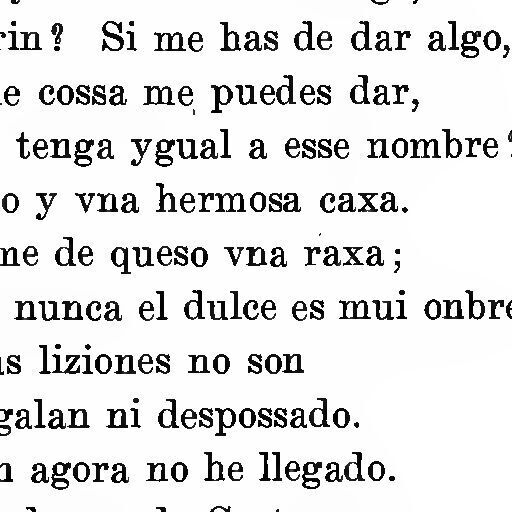 rin? Si me has de dar algo,
e cossa me puedes dar,
tenga ygual a esse nombre?
o y vna hermosa caxa.
me de queso vna raxa;
nunca el dulce es mui onbre
s liziones no son
galan ni despossado.
n agora no he llegado.